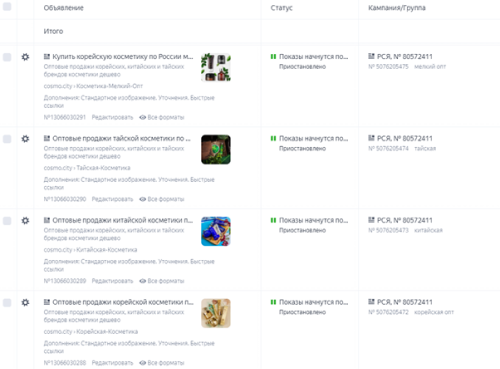 Объявление
Статус
Кампания/Группа
Итого
Купить корейскую косметику по России м...
Оптовые продажи корейских, китайских и тайских
брендов косметики дешево
cosmo.city › Косметика-Мелкий-Опт
Дополнения: Стандартное изображение, Уточнения, Быстрые
ссылки
№13066030291 Редактировать Все форматы
Показы начнутся по...
Приостановлено
РСЯ, № 80572411
№ 5076205475 мелкий опт
Оптовые продажи тайской косметики по ...
Оптовые продажи корейских, китайских и тайских
брендов косметики дешево
cosmo.city › Тайская-Косметика
Дополнения: Стандартное изображение, Уточнения, Быстрые
ссылки
№13066030290 Редактировать Все форматы
Показы начнутся по...
Приостановлено
РСЯ, № 80572411
№ 5076205474 тайская
Оптовые продажи китайской косметики п...
Оптовые продажи корейских, китайских и тайских
брендов косметики дешево
cosmo.city › Китайская-Косметика
Дополнения: Стандартное изображение, Уточнения, Быстрые
ссылки
№13066030289 Редактировать Все форматы
Показы начнутся по...
Приостановлено
РСЯ, № 80572411
№ 5076205473 китайская
Оптовые продажи корейской косметики п...
Оптовые продажи корейских, китайских и тайских
брендов косметики дешево
cosmo.city › Корейская-Косметика
Дополнения: Стандартное изображение, Уточнения, Быстрые
ссылки
№13066030288 Редактировать Все форматы
Показы начнутся по...
Приостановлено
РСЯ, № 80572411
№ 5076205472 корейская опт